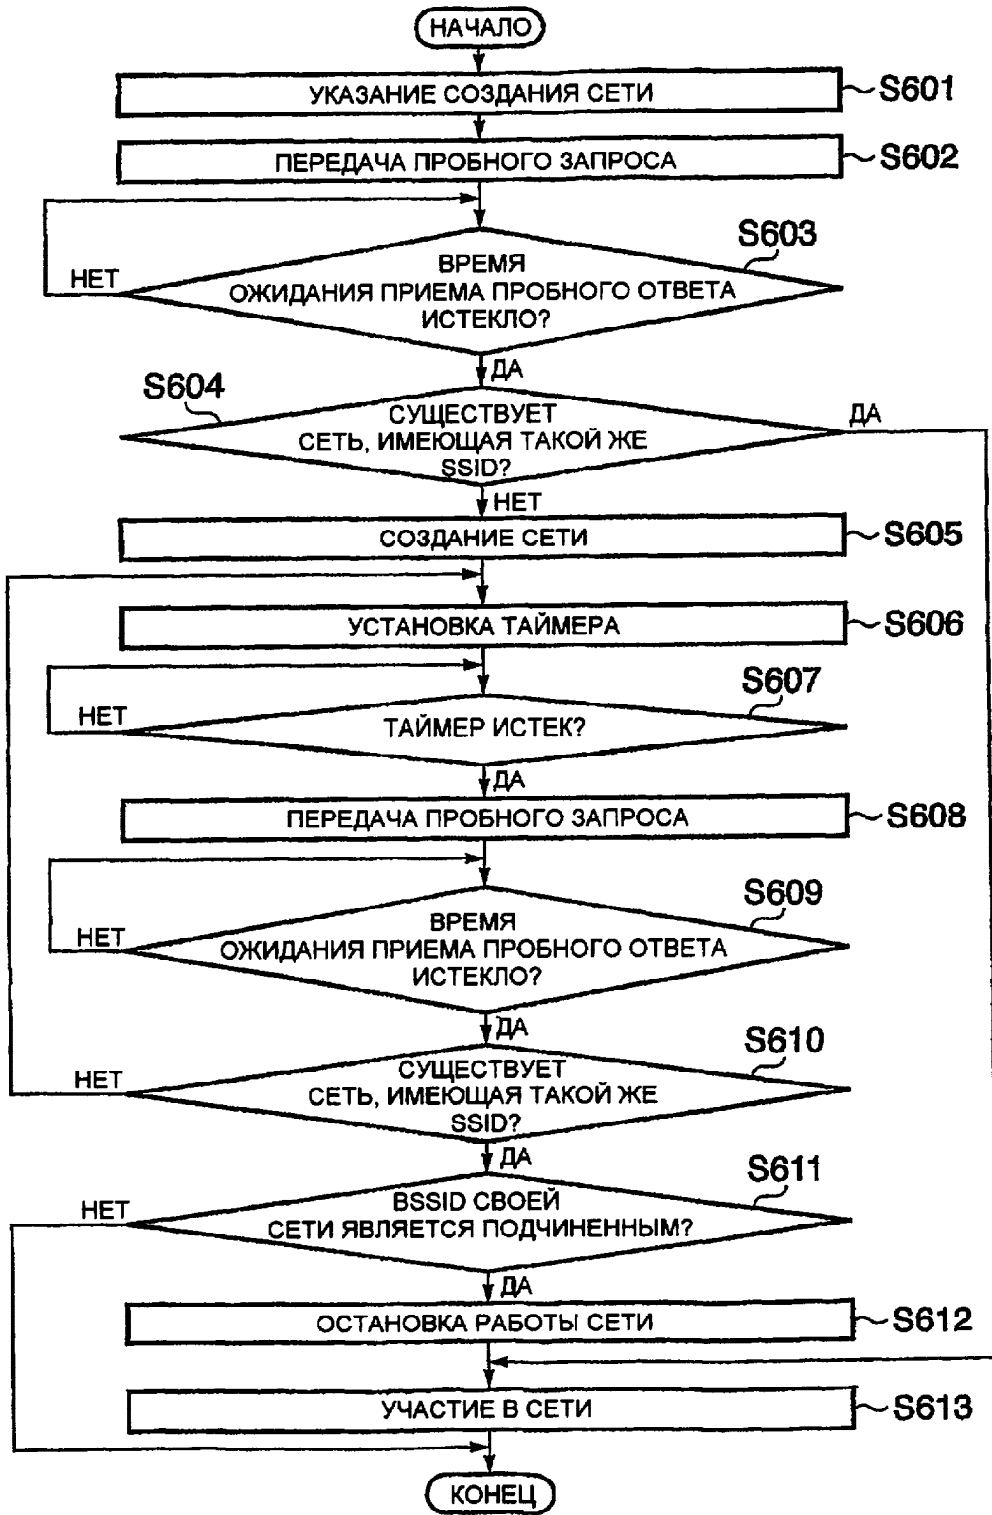 НАЧАЛО
УКАЗАНИЕ СОЗДАНИЯ СЕТИ
S601
ПЕРЕДАЧА ПРОБНОГО ЗАПРОСА
S602
S603
ВРЕМЯ
ОЖИДАНИЯ ПРИЕМА ПРОБНОГО ОТВЕТА
ИСТЕКЛО?
НЕТ
ДА
S604
СУЩЕСТВУЕТ
СЕТЬ, ИМЕЮЩАЯ ТАКОЙ ЖЕ
SSID?
ДА
НЕТ
СОЗДАНИЕ СЕТИ
S605
УСТАНОВКА ТАЙМЕРА
S606
S607
НЕТ
ТАЙМЕР ИСТЕК?
ДА
ПЕРЕДАЧА ПРОБНОГО ЗАПРОСА
S608
S609
ВРЕМЯ
ОЖИДАНИЯ ПРИЕМА ПРОБНОГО ОТВЕТА
ИСТЕКЛО?
НЕТ
ДА
S610
СУЩЕСТВУЕТ
СЕТЬ, ИМЕЮЩАЯ ТАКОЙ ЖЕ
SSID?
НЕТ
ДА
S611
BSSID СВОЕЙ
СЕТИ ЯВЛЯЕТСЯ ПОДЧИНЕННЫМ?
НЕТ
ДА
ОСТАНОВКА РАБОТЫ СЕТИ
S612
УЧАСТИЕ В СЕТИ
S613
КОНЕЦ